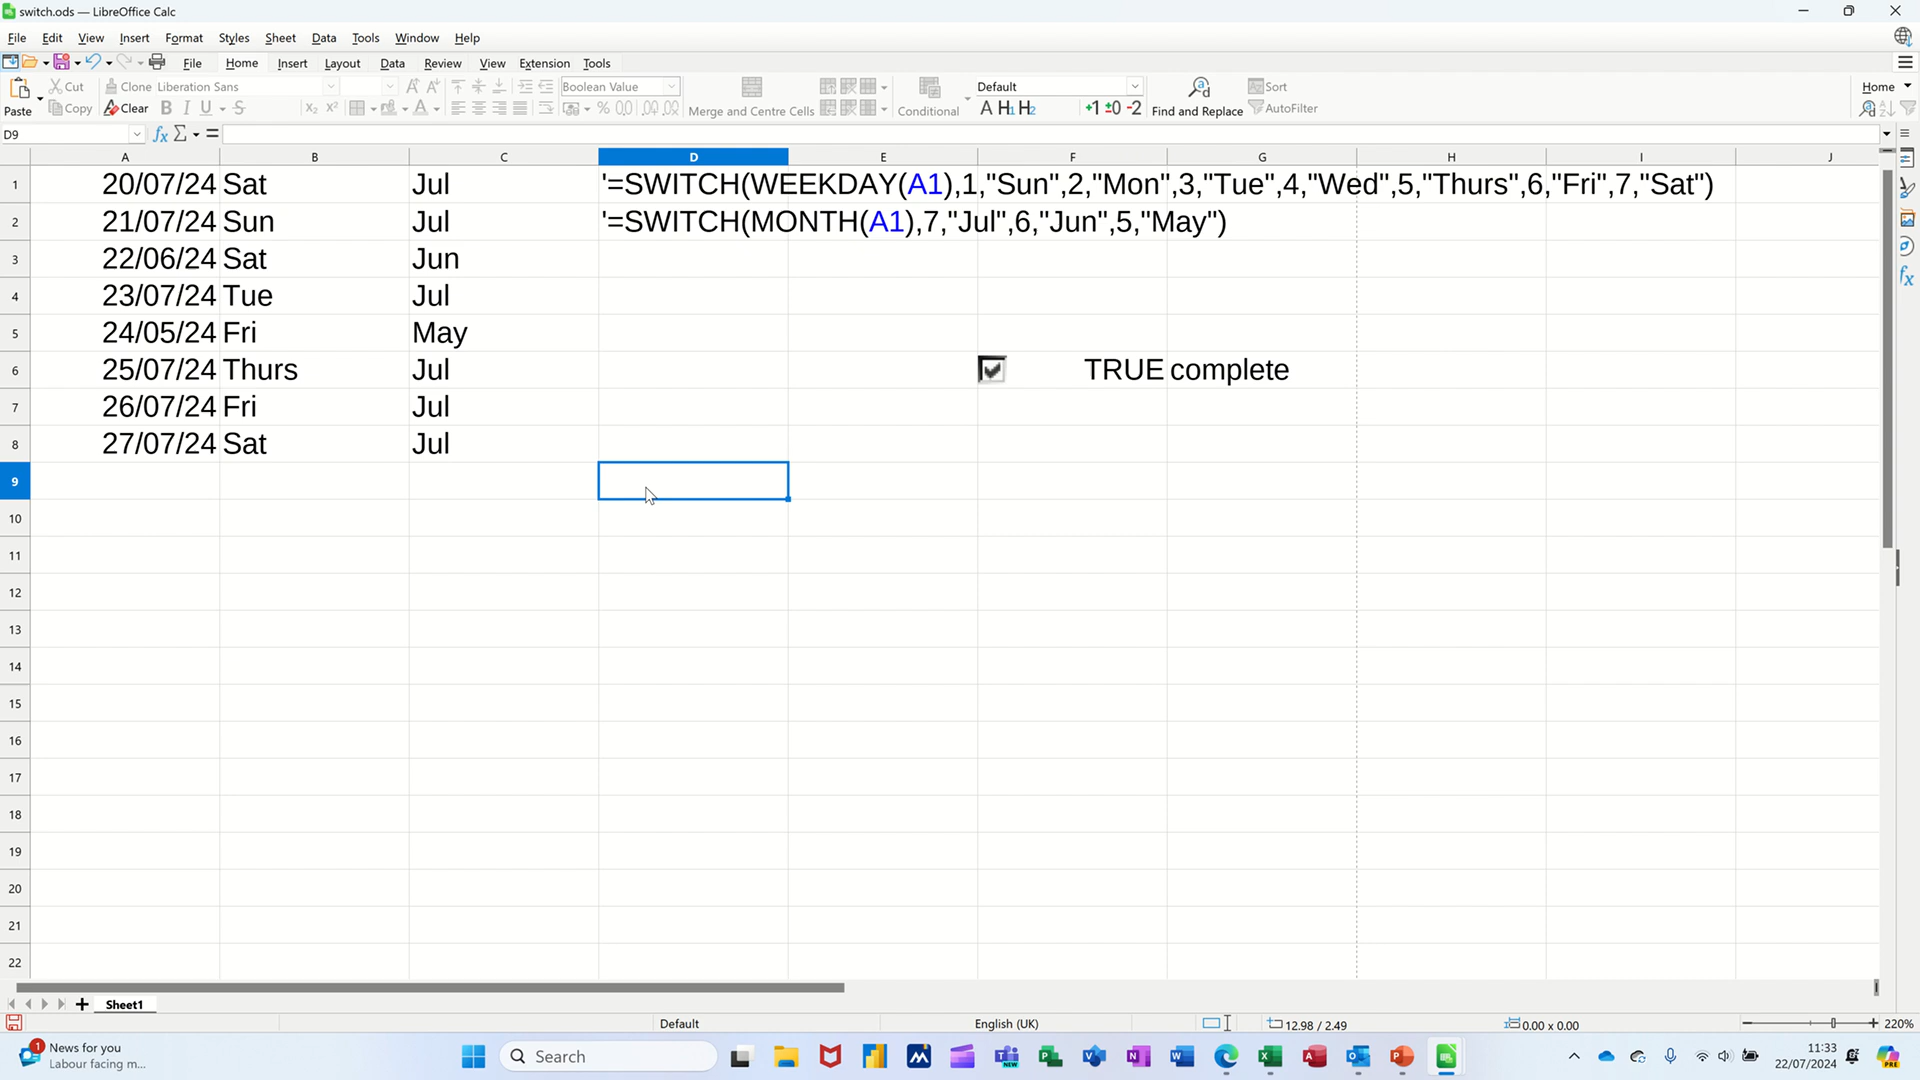 switch.ods — LibreOffice Calc
File Edit View Insert Format Styles Sheet Data Tools Window Help
File Home Insert Layout Data Review View Extension Tools
Paste Cut Copy Clone Clear Liberation Sans Boolean Value Merge and Centre Cells Conditional Default Find and Replace Sort AutoFilter Home
D9
A B C D E F G H I J
1 20/07/24 Sat Jul '=SWITCH(WEEKDAY(A1),1,"Sun",2,"Mon",3,"Tue",4,"Wed",5,"Thurs",6,"Fri",7,"Sat")
2 21/07/24 Sun Jul '=SWITCH(MONTH(A1),7,"Jul",6,"Jun",5,"May")
3 22/06/24 Sat Jun
4 23/07/24 Tue Jul
5 24/05/24 Fri May
6 25/07/24 Thurs Jul TRUE complete
7 26/07/24 Fri Jul
8 27/07/24 Sat Jul
9
10
11
12
13
14
15
16
17
18
19
20
21
22
Sheet1
Default English (UK) 12.98 / 2.49 0.00 x 0.00 220%
News for you
Labour facing m...
Search
11:33
22/07/2024